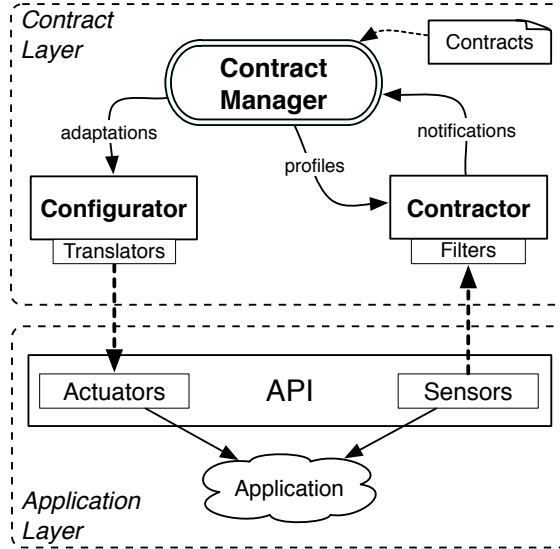 Contract
Layer
Contracts
Contract
Manager
adaptations
notifications
profiles
Configurator
Contractor
Translators
Filters
Actuators
API
Sensors
Application
Application
Layer